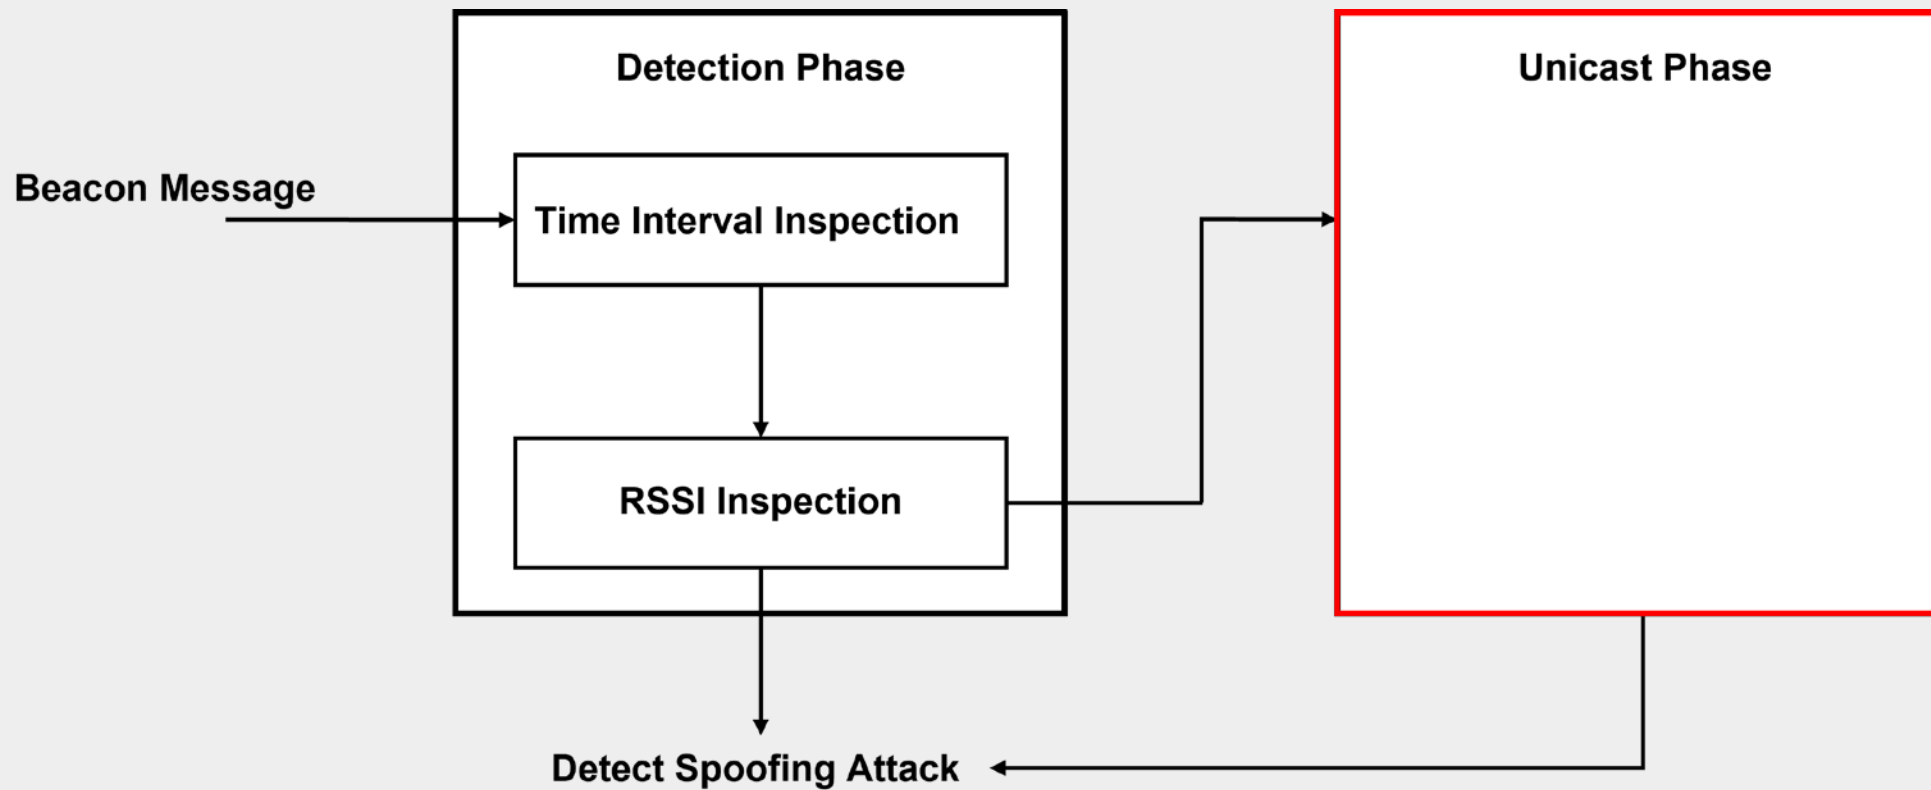 Detection Phase
Unicast Phase
Beacon Message
Time Interval Inspection
RSSI Inspection
Detect Spoofing Attack